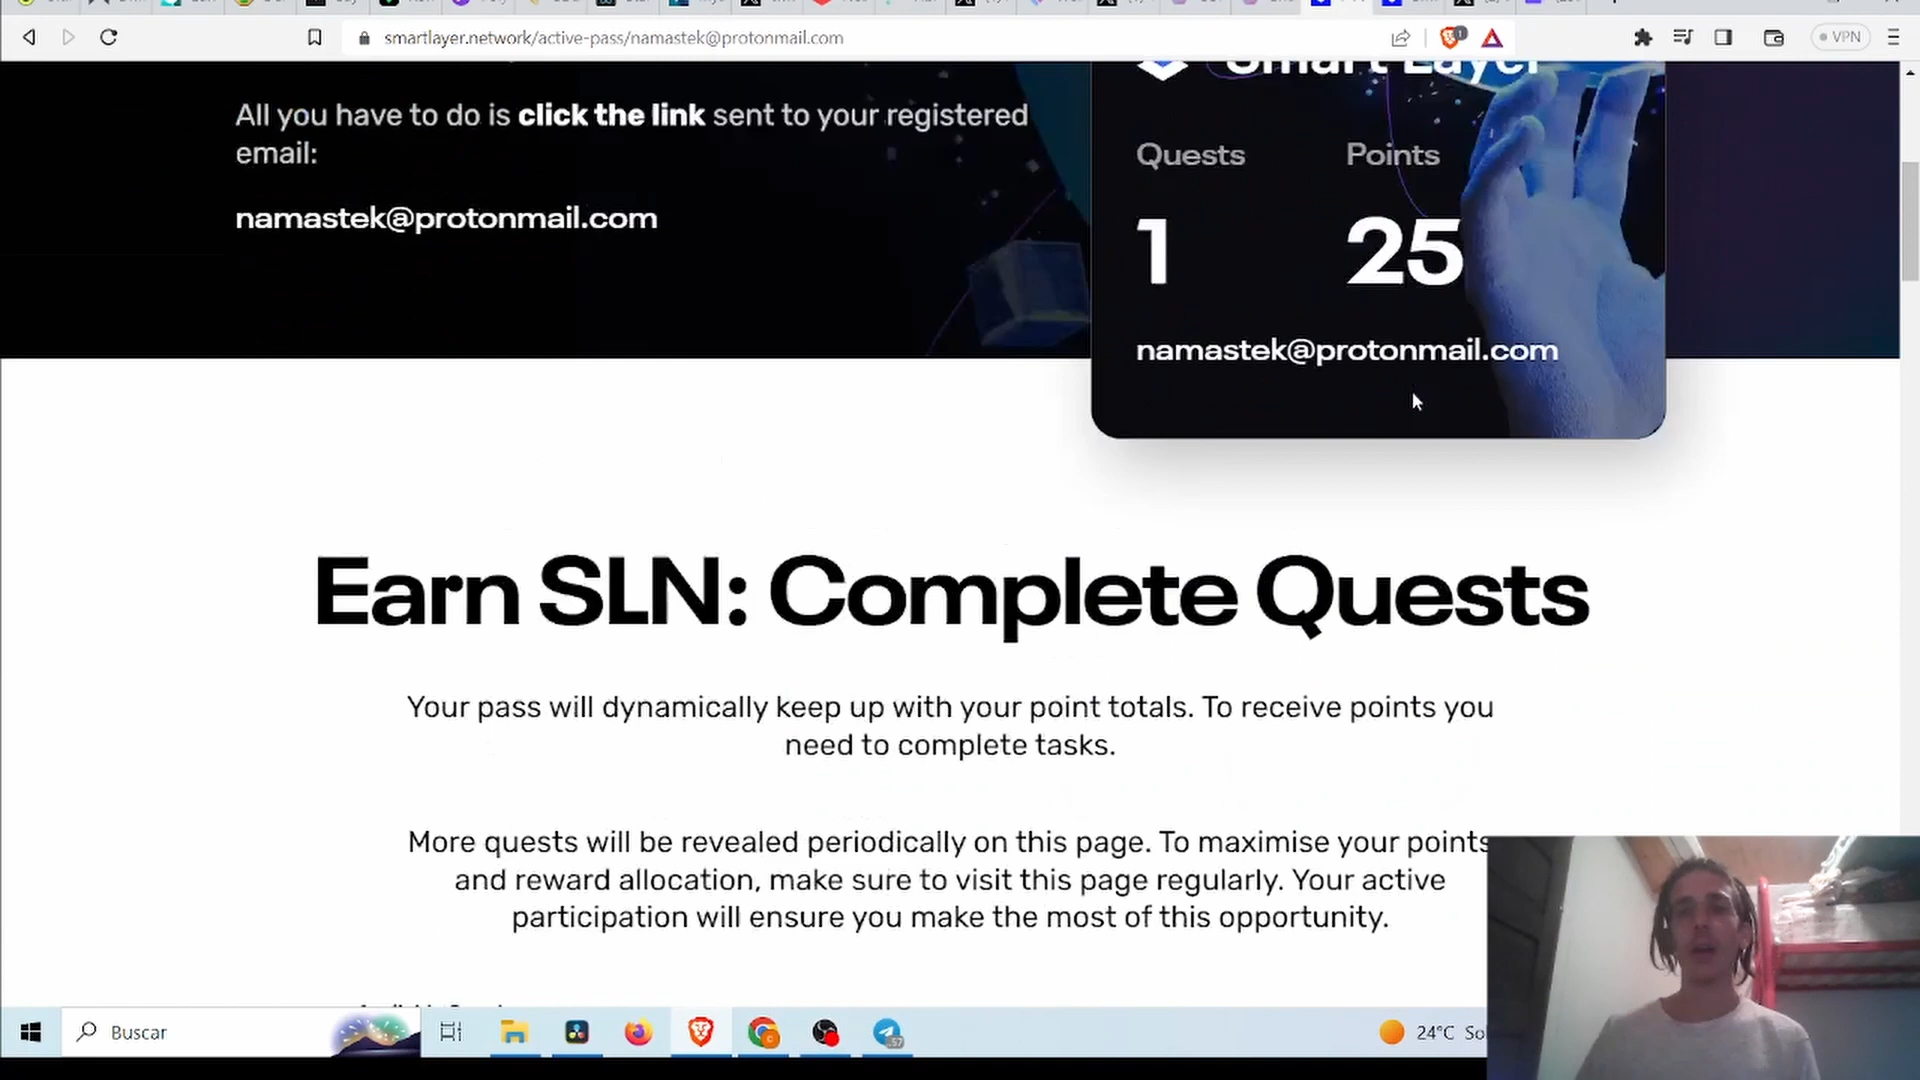 smartlayer.network/active-pass/namastek@protonmail.com
1
VPN
All you have to do is click the link sent to your registered
email:
namastek@protonmail.com
Smart Layer
Quests Points
1 25
namastek@protonmail.com
Earn SLN: Complete Quests
Your pass will dynamically keep up with your point totals. To receive points you
need to complete tasks.
More quests will be revealed periodically on this page. To maximise your points
and reward allocation, make sure to visit this page regularly. Your active
participation will ensure you make the most of this opportunity.
Buscar
57
24°C